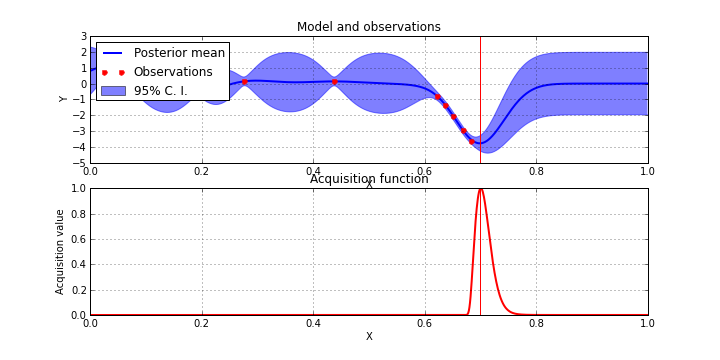 Model and observations
3
2
1
0
−1
−2
−3
−4
−5
Y
Posterior mean
Observations
95% C. I.
0.0 0.2 0.4 0.6 0.8 1.0
X
Acquisition function
1.0
0.8
0.6
0.4
0.2
0.0
Acquisition value
0.0 0.2 0.4 0.6 0.8 1.0
X